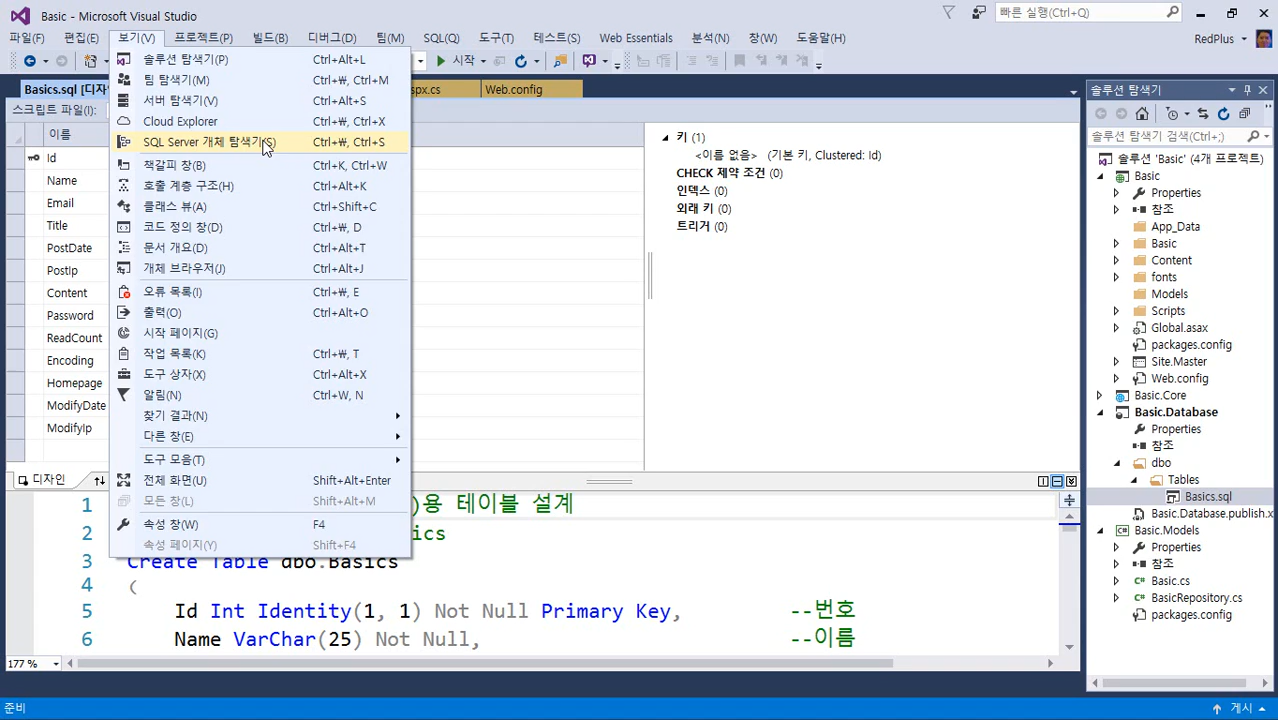 Basic - Microsoft Visual Studio
빠른 실행(Ctrl+Q)
파일(F) 편집(E) 보기(V) 프로젝트(P) 빌드(B) 디버그(D) 팀(M) SQL(Q) 도구(T) 테스트(S) Web Essentials 분석(N) 창(W) 도움말(H)
RedPlus
시작
Basics.sql [디자
spx.cs
Web.config
스크립트 파일(I):
이름
Id
Name
Email
Title
PostDate
PostIp
Content
Password
ReadCount
Encoding
Homepage
ModifyDate
ModifyIp
솔루션 탐색기(P) Ctrl+Alt+L
팀 탐색기(M) Ctrl+₩, Ctrl+M
서버 탐색기(V) Ctrl+Alt+S
Cloud Explorer Ctrl+₩, Ctrl+X
SQL Server 개체 탐색기(S) Ctrl+₩, Ctrl+S
책갈피 창(B) Ctrl+K, Ctrl+W
호출 계층 구조(H) Ctrl+Alt+K
클래스 뷰(A) Ctrl+Shift+C
코드 정의 창(D) Ctrl+₩, D
문서 개요(D) Ctrl+Alt+T
개체 브라우저(J) Ctrl+Alt+J
오류 목록(I) Ctrl+₩, E
출력(O) Ctrl+Alt+O
시작 페이지(G)
작업 목록(K) Ctrl+₩, T
도구 상자(X) Ctrl+Alt+X
알림(N) Ctrl+W, N
찾기 결과(N)
다른 창(E)
도구 모음(T)
전체 화면(U) Shift+Alt+Enter
모든 창(L) Shift+Alt+M
속성 창(W) F4
속성 페이지(Y) Shift+F4
키 (1)
<이름 없음> (기본 키, Clustered: Id)
CHECK 제약 조건 (0)
인덱스 (0)
외래 키 (0)
트리거 (0)
디자인
1 )용 테이블 설계
2 cs
3 Create Table dbo.Basics
4 (
5 Id Int Identity(1, 1) Not Null Primary Key, --번호
6 Name VarChar(25) Not Null, --이름
177 %
솔루션 탐색기
솔루션 탐색기 검색(Ctrl+;)
솔루션 'Basic' (4개 프로젝트)
Basic
Properties
참조
App_Data
Basic
Content
fonts
Models
Scripts
Global.asax
packages.config
Site.Master
Web.config
Basic.Core
Basic.Database
Properties
참조
dbo
Tables
Basics.sql
Basic.Database.publish.x
Basic.Models
Properties
참조
Basic.cs
BasicRepository.cs
packages.config
준비
게시